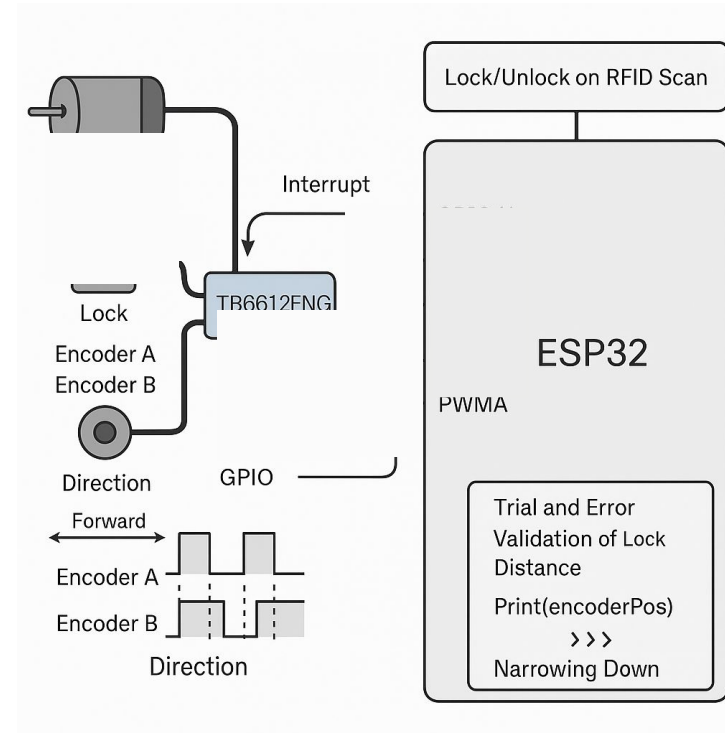 Lock/Unlock on RFID Scan
Interrupt
TB6612FNG
Lock
Encoder A
Encoder B
ESP32
PWMA
Direction
GPIO
Forward
Encoder A
Encoder B
Direction
Trial and Error
Validation of Lock
Distance
Print(encoderPos)
>>>
Narrowing Down